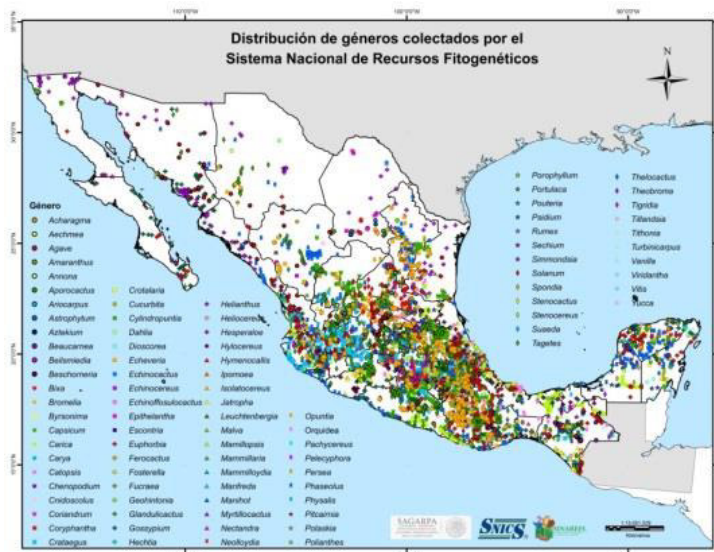 Distribución de géneros colectados por el
Sistema Nacional de Recursos Fitogenéticos
N
Género
Acharagma
Aechmea
Agave
Amaranthus
Annona
Aporocactus
Ariocarpus
Astrophytum
Aztekium
Beaucarnea
Beilsmiedia
Beschorneria
Bixa
Bromelia
Byrsonima
Capsicum
Carica
Carya
Catopsis
Chenopodium
Cnidoscolus
Coriandrum
Coryphantha
Crataegus
Crotalaria
Cucurbita
Cylindropuntia
Dahlia
Dioscorea
Echeveria
Echinocactus
Echinocereus
Echinoffosulocactus
Epithelantha
Escontria
Euphorbia
Ferocactus
Fosterella
Fucraea
Geohintonia
Glandulicactus
Gossypium
Hechtia
Helianthus
Heliocereus
Hesperaloe
Hylocereus
Hymenocallis
Ipomoea
Isolatocereus
Jatropha
Leuchtenbergia
Malva
Mamillopsis
Mammillaria
Mammilloydia
Manfreda
Manihot
Myrtillocactus
Nectandra
Neolloydia
Opuntia
Orquidea
Pachycereus
Pelecyphora
Persea
Phaseolus
Physalis
Pitcairnia
Polaskia
Polianthes
Porophyllum
Portulaca
Pouteria
Psidium
Rumex
Sechium
Simmondsia
Solanum
Spondia
Stenocactus
Stenocereus
Suaeda
Tagetes
Thelocactus
Theobroma
Tigridia
Tillandsia
Tithonia
Turbinicarpus
Vanilla
Viridantha
Vitis
Yucca
SAGARPA
SNICS
SINAREFI